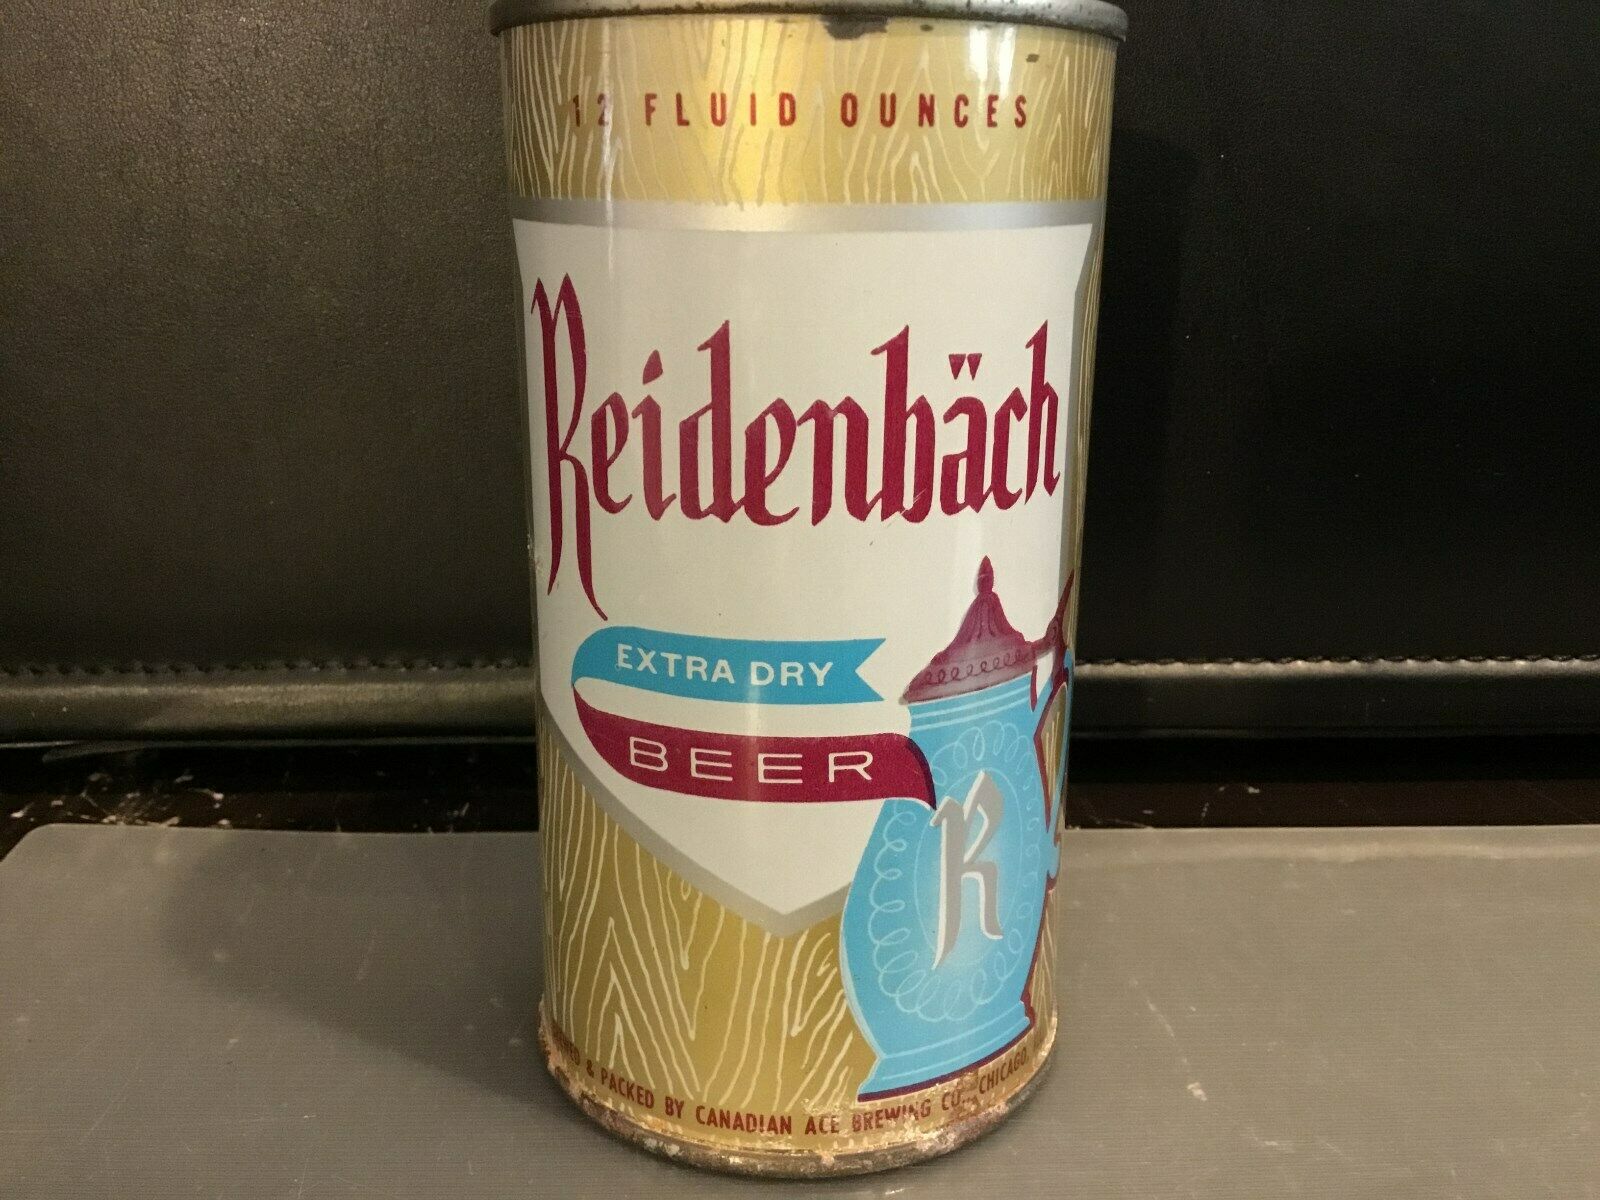 12 FLUID OUNCES
Reidenbäch
EXTRA DRY
BEER
R
& PACKED BY CANADIAN ACE BREWING CO., CHICAGO,